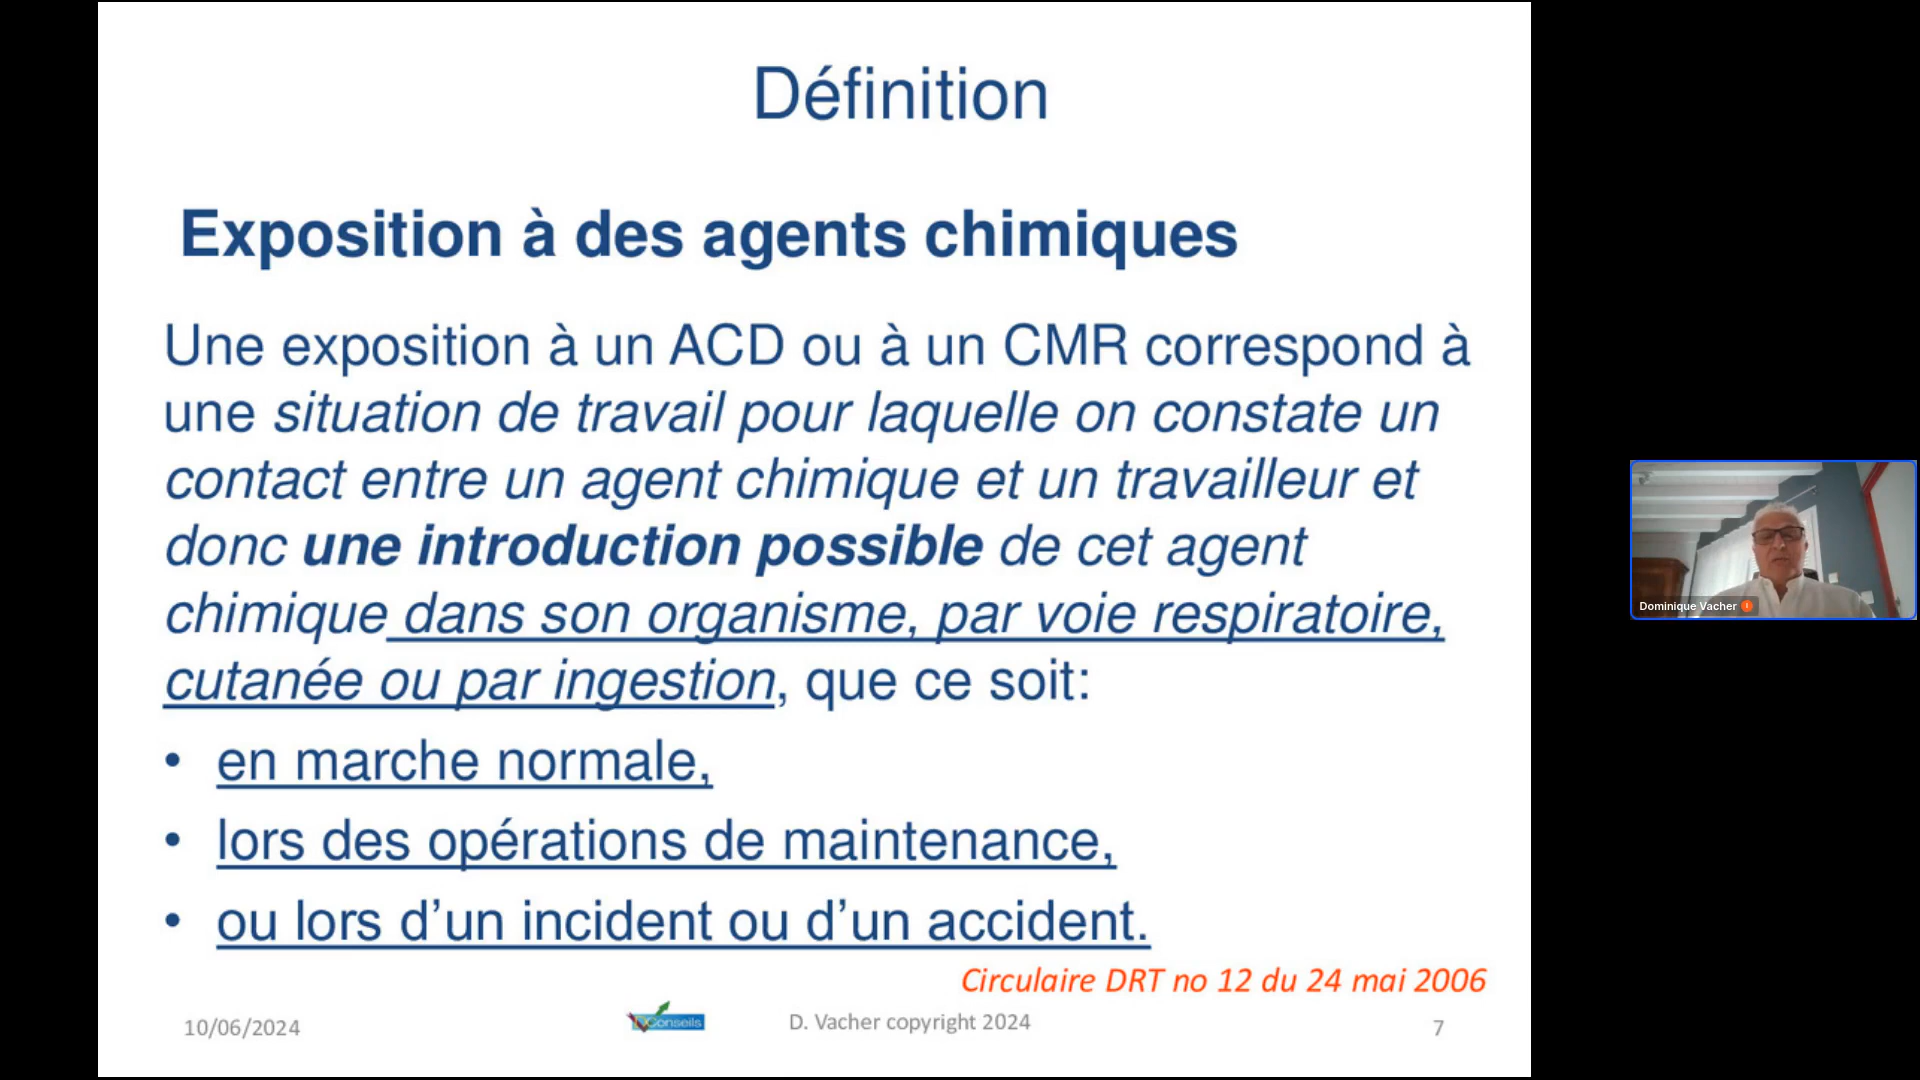 Définition
Exposition à des agents chimiques
Une exposition à un ACD ou à un CMR correspond à
une situation de travail pour laquelle on constate un
contact entre un agent chimique et un travailleur et
donc une introduction possible de cet agent
chimique dans son organisme, par voie respiratoire,
cutanée ou par ingestion, que ce soit:
• en marche normale,
• lors des opérations de maintenance,
• ou lors d’un incident ou d’un accident.
Circulaire DRT no 12 du 24 mai 2006
10/06/2024
Conseils
D. Vacher copyright 2024
7
Dominique Vacher